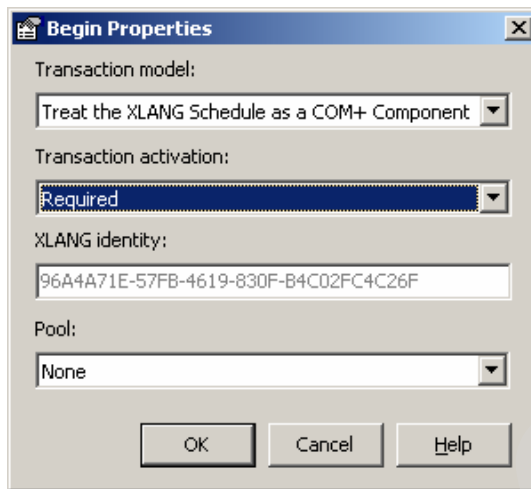 Begin Properties
Transaction model:
Treat the XLANG Schedule as a COM+ Component
Transaction activation:
Required
XLANG identity:
96A4A71E-57FB-4619-830F-B4C02FC4C26F
Pool:
None
OK Cancel Help